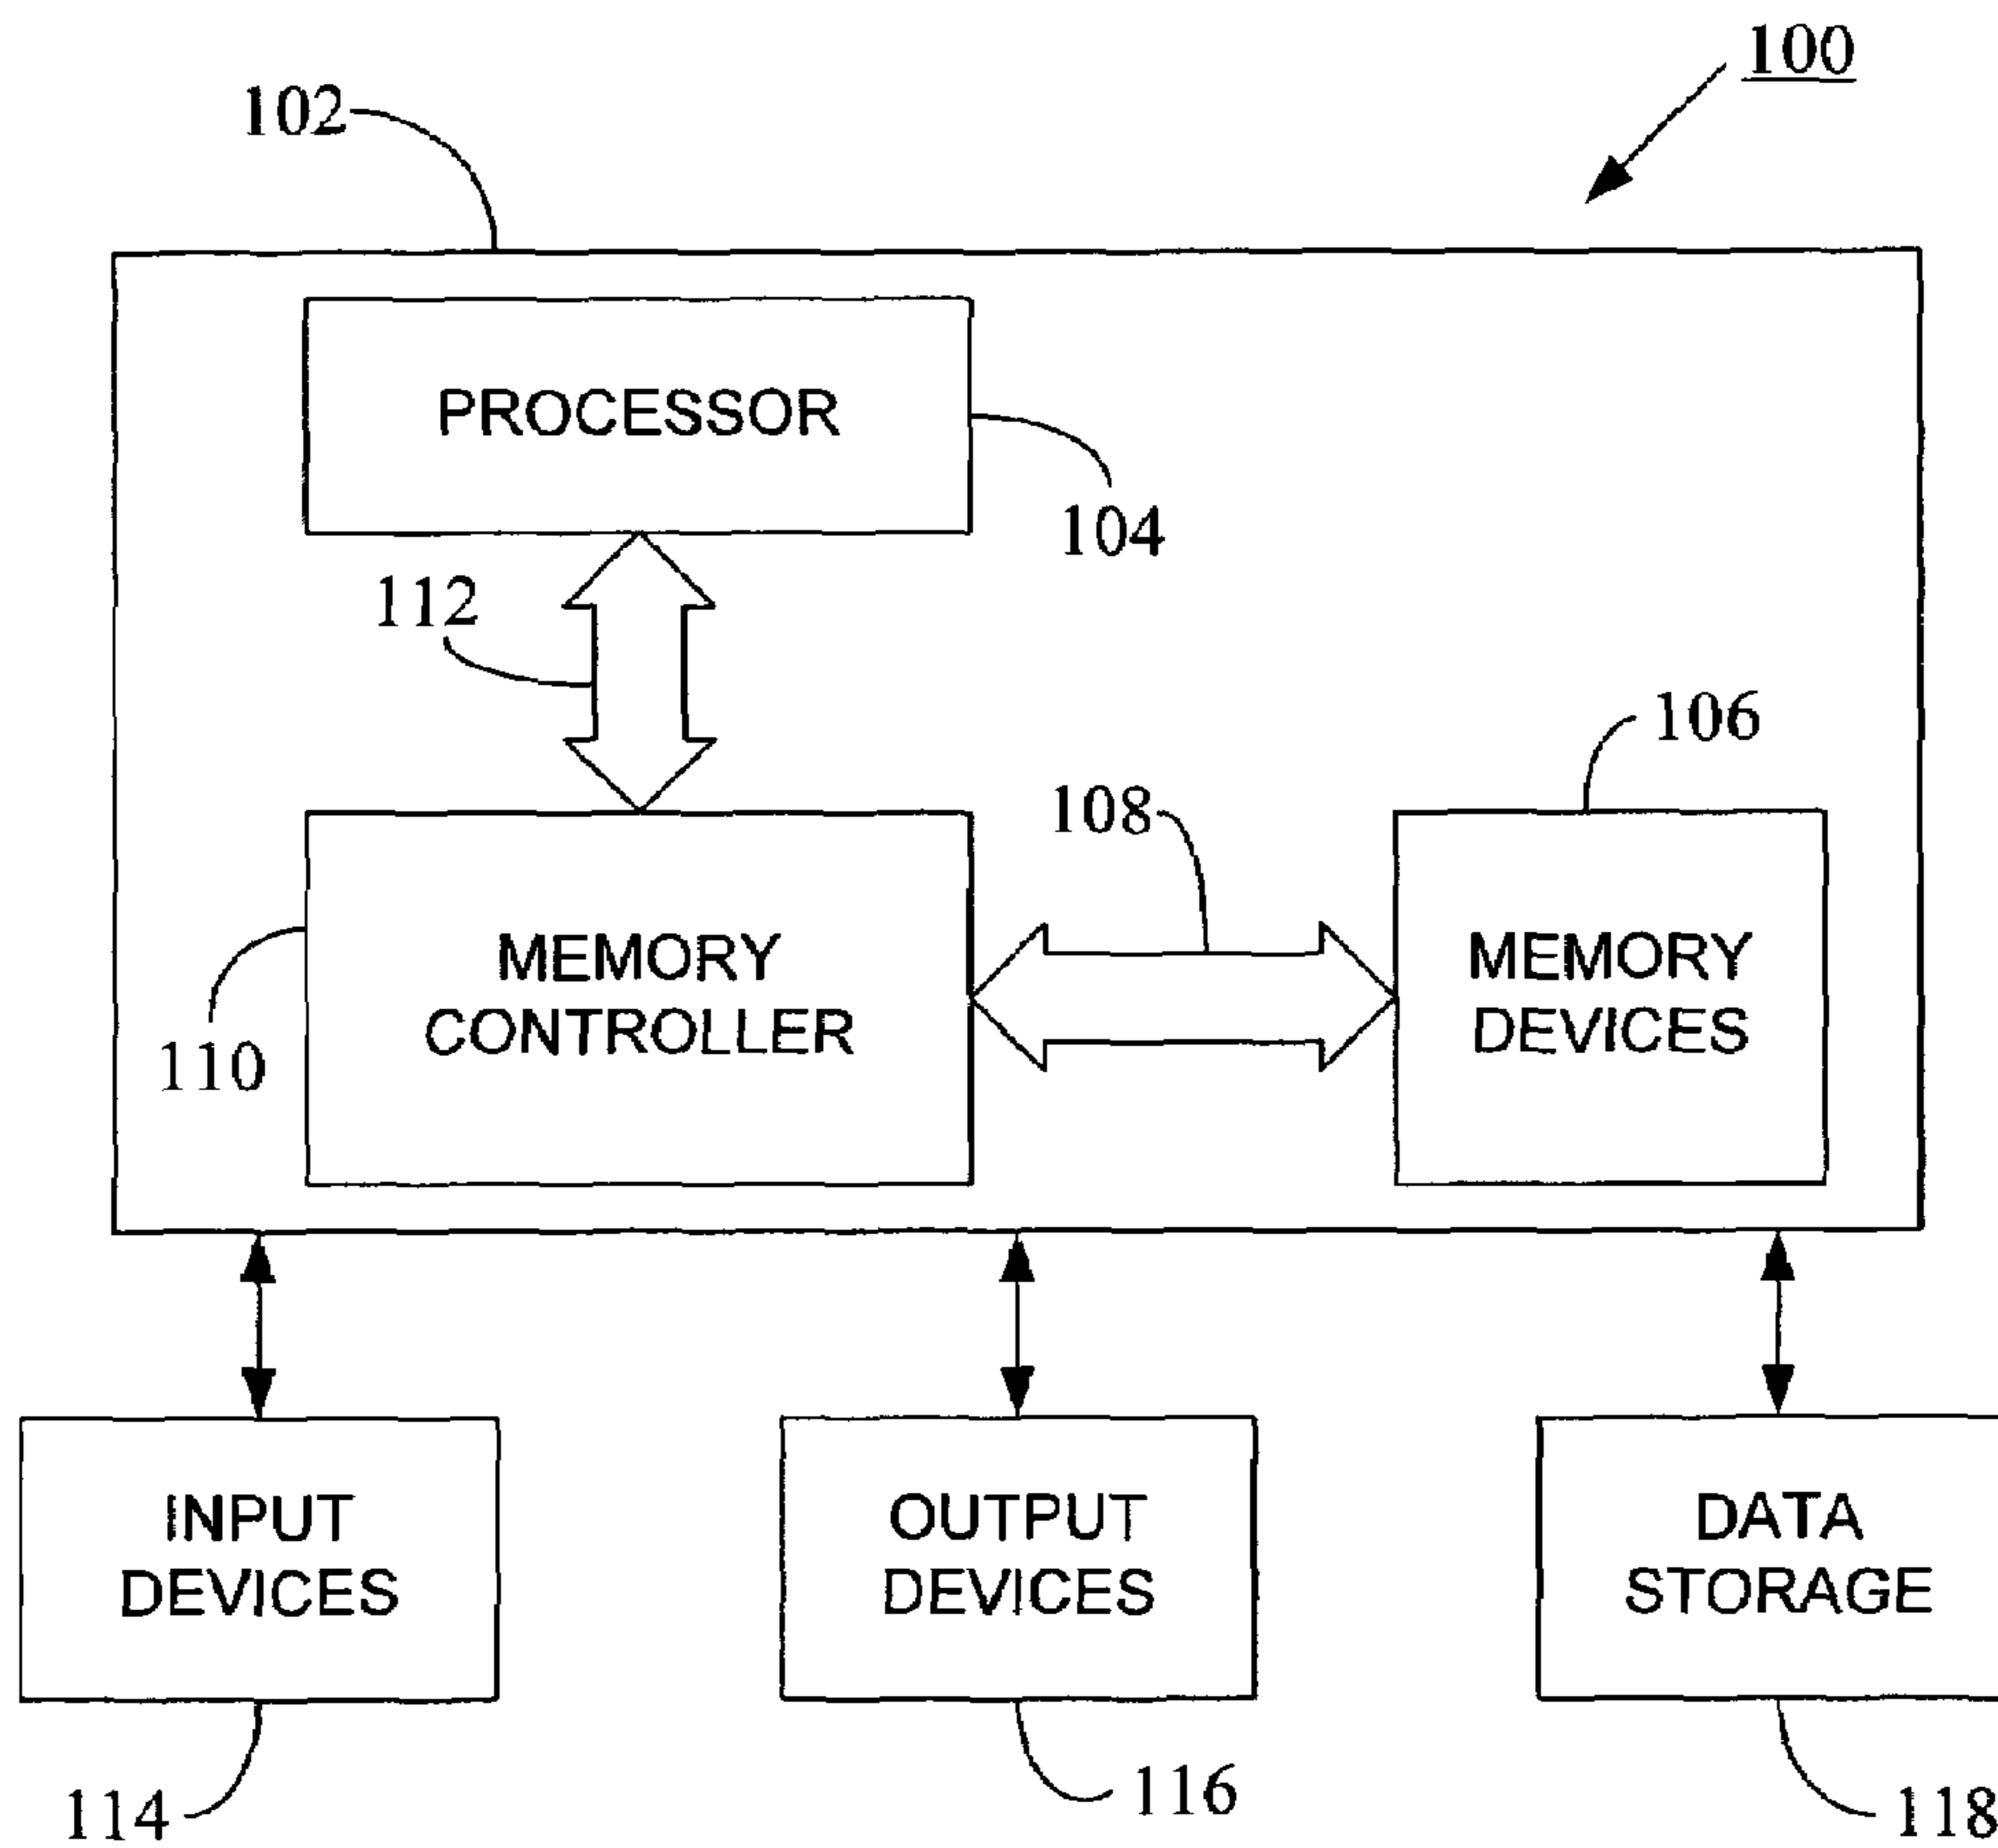 100
102
PROCESSOR
104
112
106
108
MEMORY
CONTROLLER
MEMORY
DEVICES
110
INPUT
DEVICES
OUTPUT
DEVICES
DATA
STORAGE
114
116
118